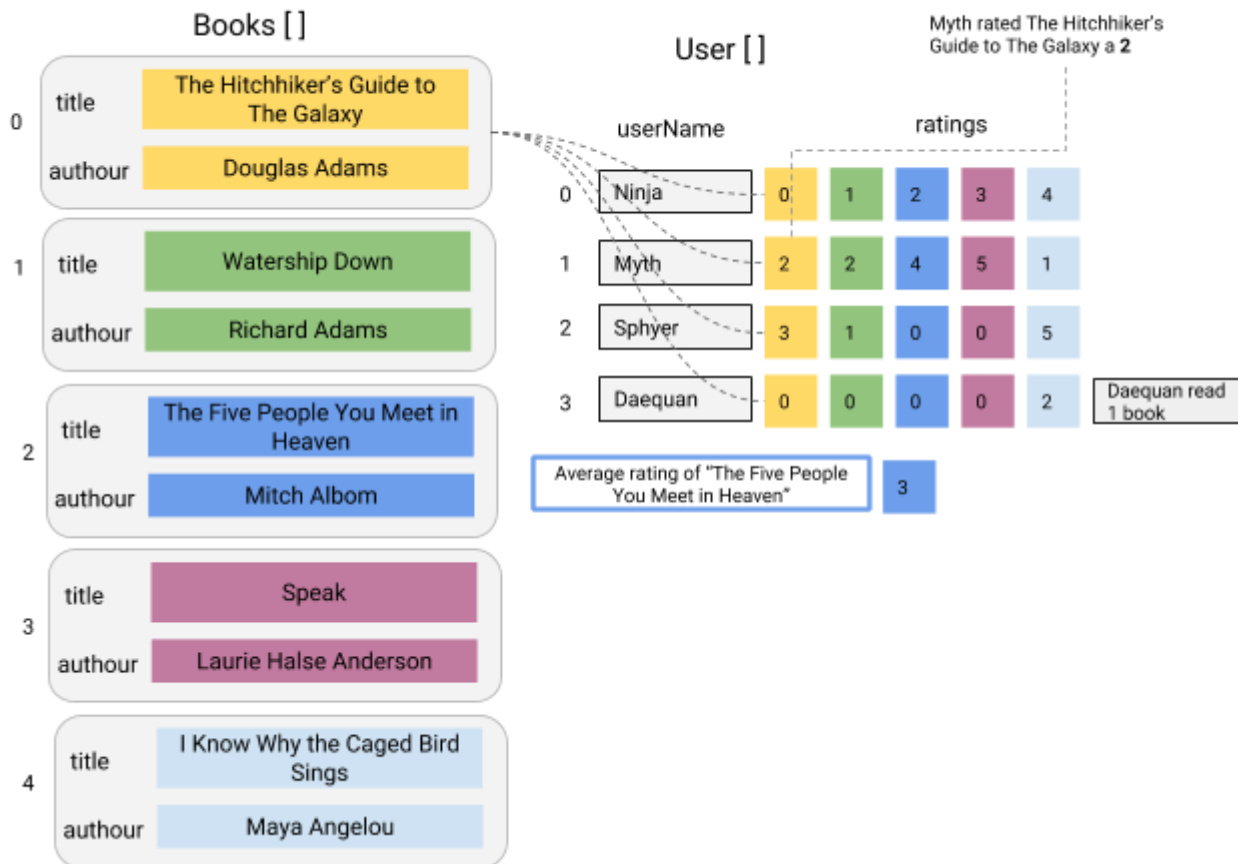 Books [ ]
0
title
The Hitchhiker's Guide to
The Galaxy
authour
Douglas Adams
1
title
Watership Down
authour
Richard Adams
2
title
The Five People You Meet in
Heaven
authour
Mitch Albom
3
title
Speak
authour
Laurie Halse Anderson
4
title
I Know Why the Caged Bird
Sings
authour
Maya Angelou
User [ ]
Myth rated The Hitchhiker's
Guide to The Galaxy a 2
userName
ratings
0 Ninja 0 1 2 3 4
1 Myth 2 2 4 5 1
2 Sphyer 3 1 0 0 5
3 Daequan 0 0 0 0 2
Daequan read
1 book
Average rating of "The Five People
You Meet in Heaven"
3